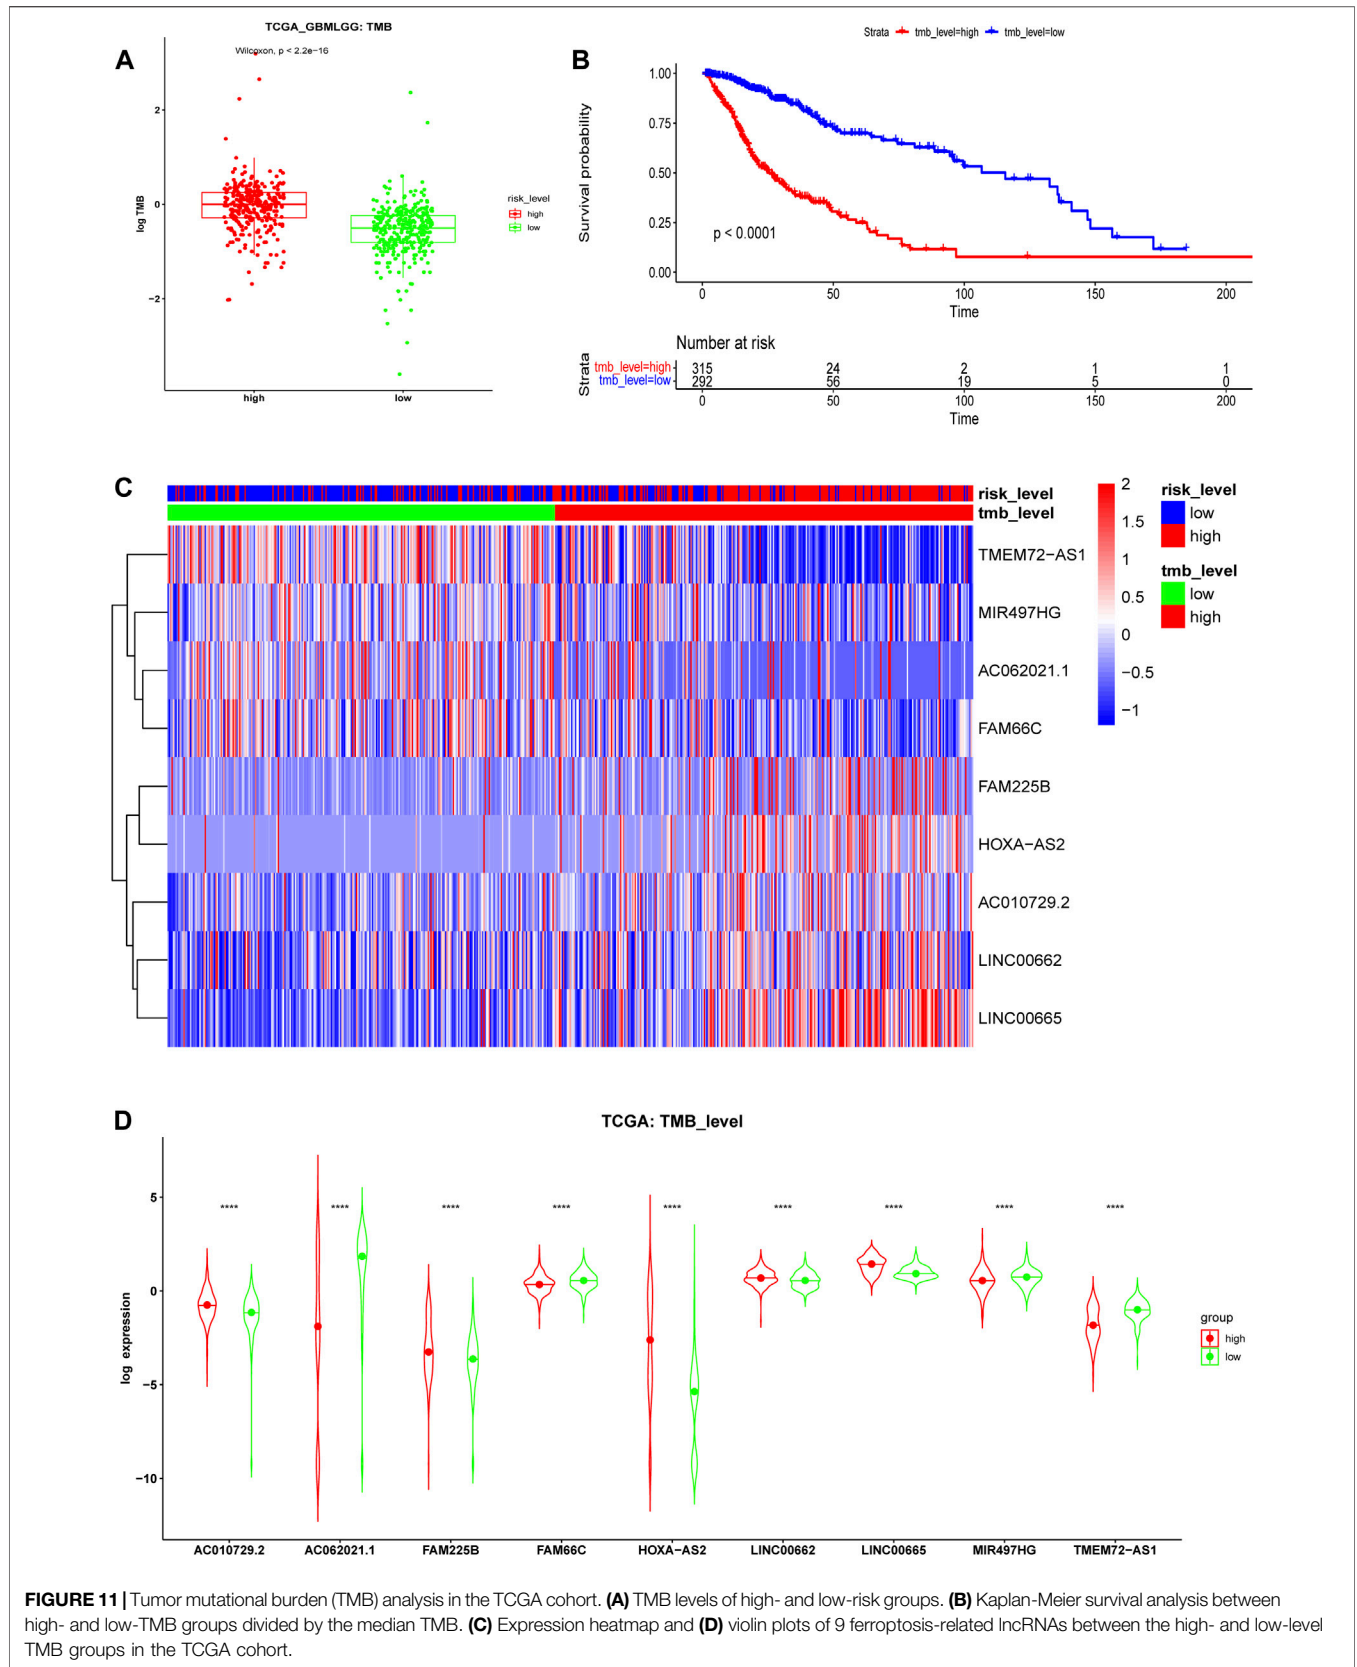 TCGA_GBMLGG: TMB
A
Wilcoxon, p < 2.2e−16
2
0
−2
log TMB
high
low
risk_level
high
low
B
Strata
tmb_level=high
tmb_level=low
1.00
0.75
0.50
0.25
0.00
Survival probability
p < 0.0001
0 50 100 150 200
Time
Number at risk
Strata
tmb_level=high 315 24 2 1 1
tmb_level=low 292 56 19 5 0
0 50 100 150 200
Time
C
risk_level
tmb_level
TMEM72−AS1
MIR497HG
AC062021.1
FAM66C
FAM225B
HOXA−AS2
AC010729.2
LINC00662
LINC00665
2
1.5
1
0.5
0
−0.5
−1
risk_level
low
high
tmb_level
low
high
D
TCGA: TMB_level
5
0
−5
−10
log expression
**** **** **** **** **** **** **** **** ****
AC010729.2 AC062021.1 FAM225B FAM66C HOXA−AS2 LINC00662 LINC00665 MIR497HG TMEM72−AS1
group
high
low
FIGURE 11 | Tumor mutational burden (TMB) analysis in the TCGA cohort. (A) TMB levels of high- and low-risk groups. (B) Kaplan-Meier survival analysis between
high- and low-TMB groups divided by the median TMB. (C) Expression heatmap and (D) violin plots of 9 ferroptosis-related lncRNAs between the high- and low-level
TMB groups in the TCGA cohort.